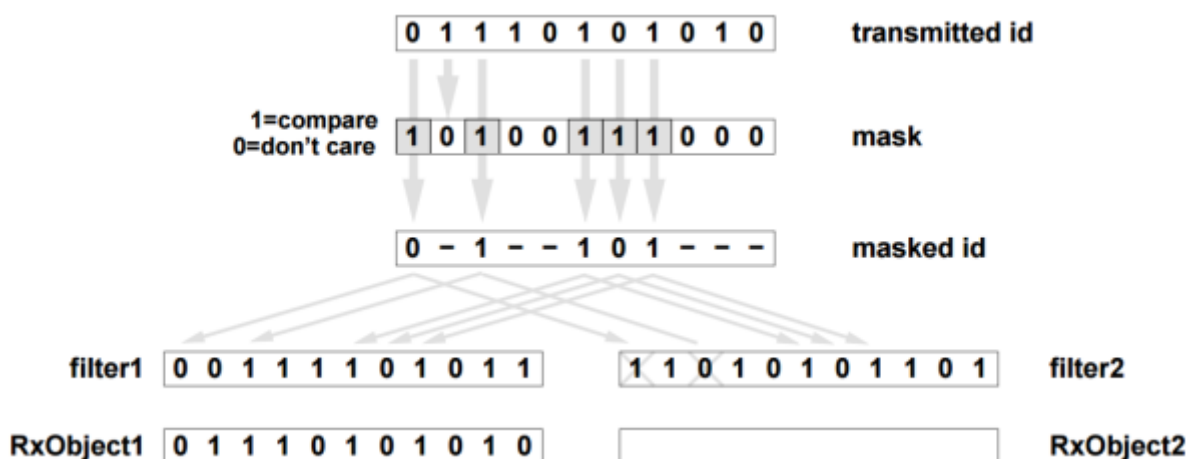 0 1 1 1 0 1 0 1 0 1 0 transmitted id
1=compare
0=don't care
1 0 1 0 0 1 1 1 0 0 0 mask
0 – 1 – – 1 0 1 – – – masked id
filter1 0 0 1 1 1 1 0 1 0 1 1 1 1 0 1 0 1 0 1 1 0 1 filter2
RxObject1 0 1 1 1 0 1 0 1 0 1 0 RxObject2